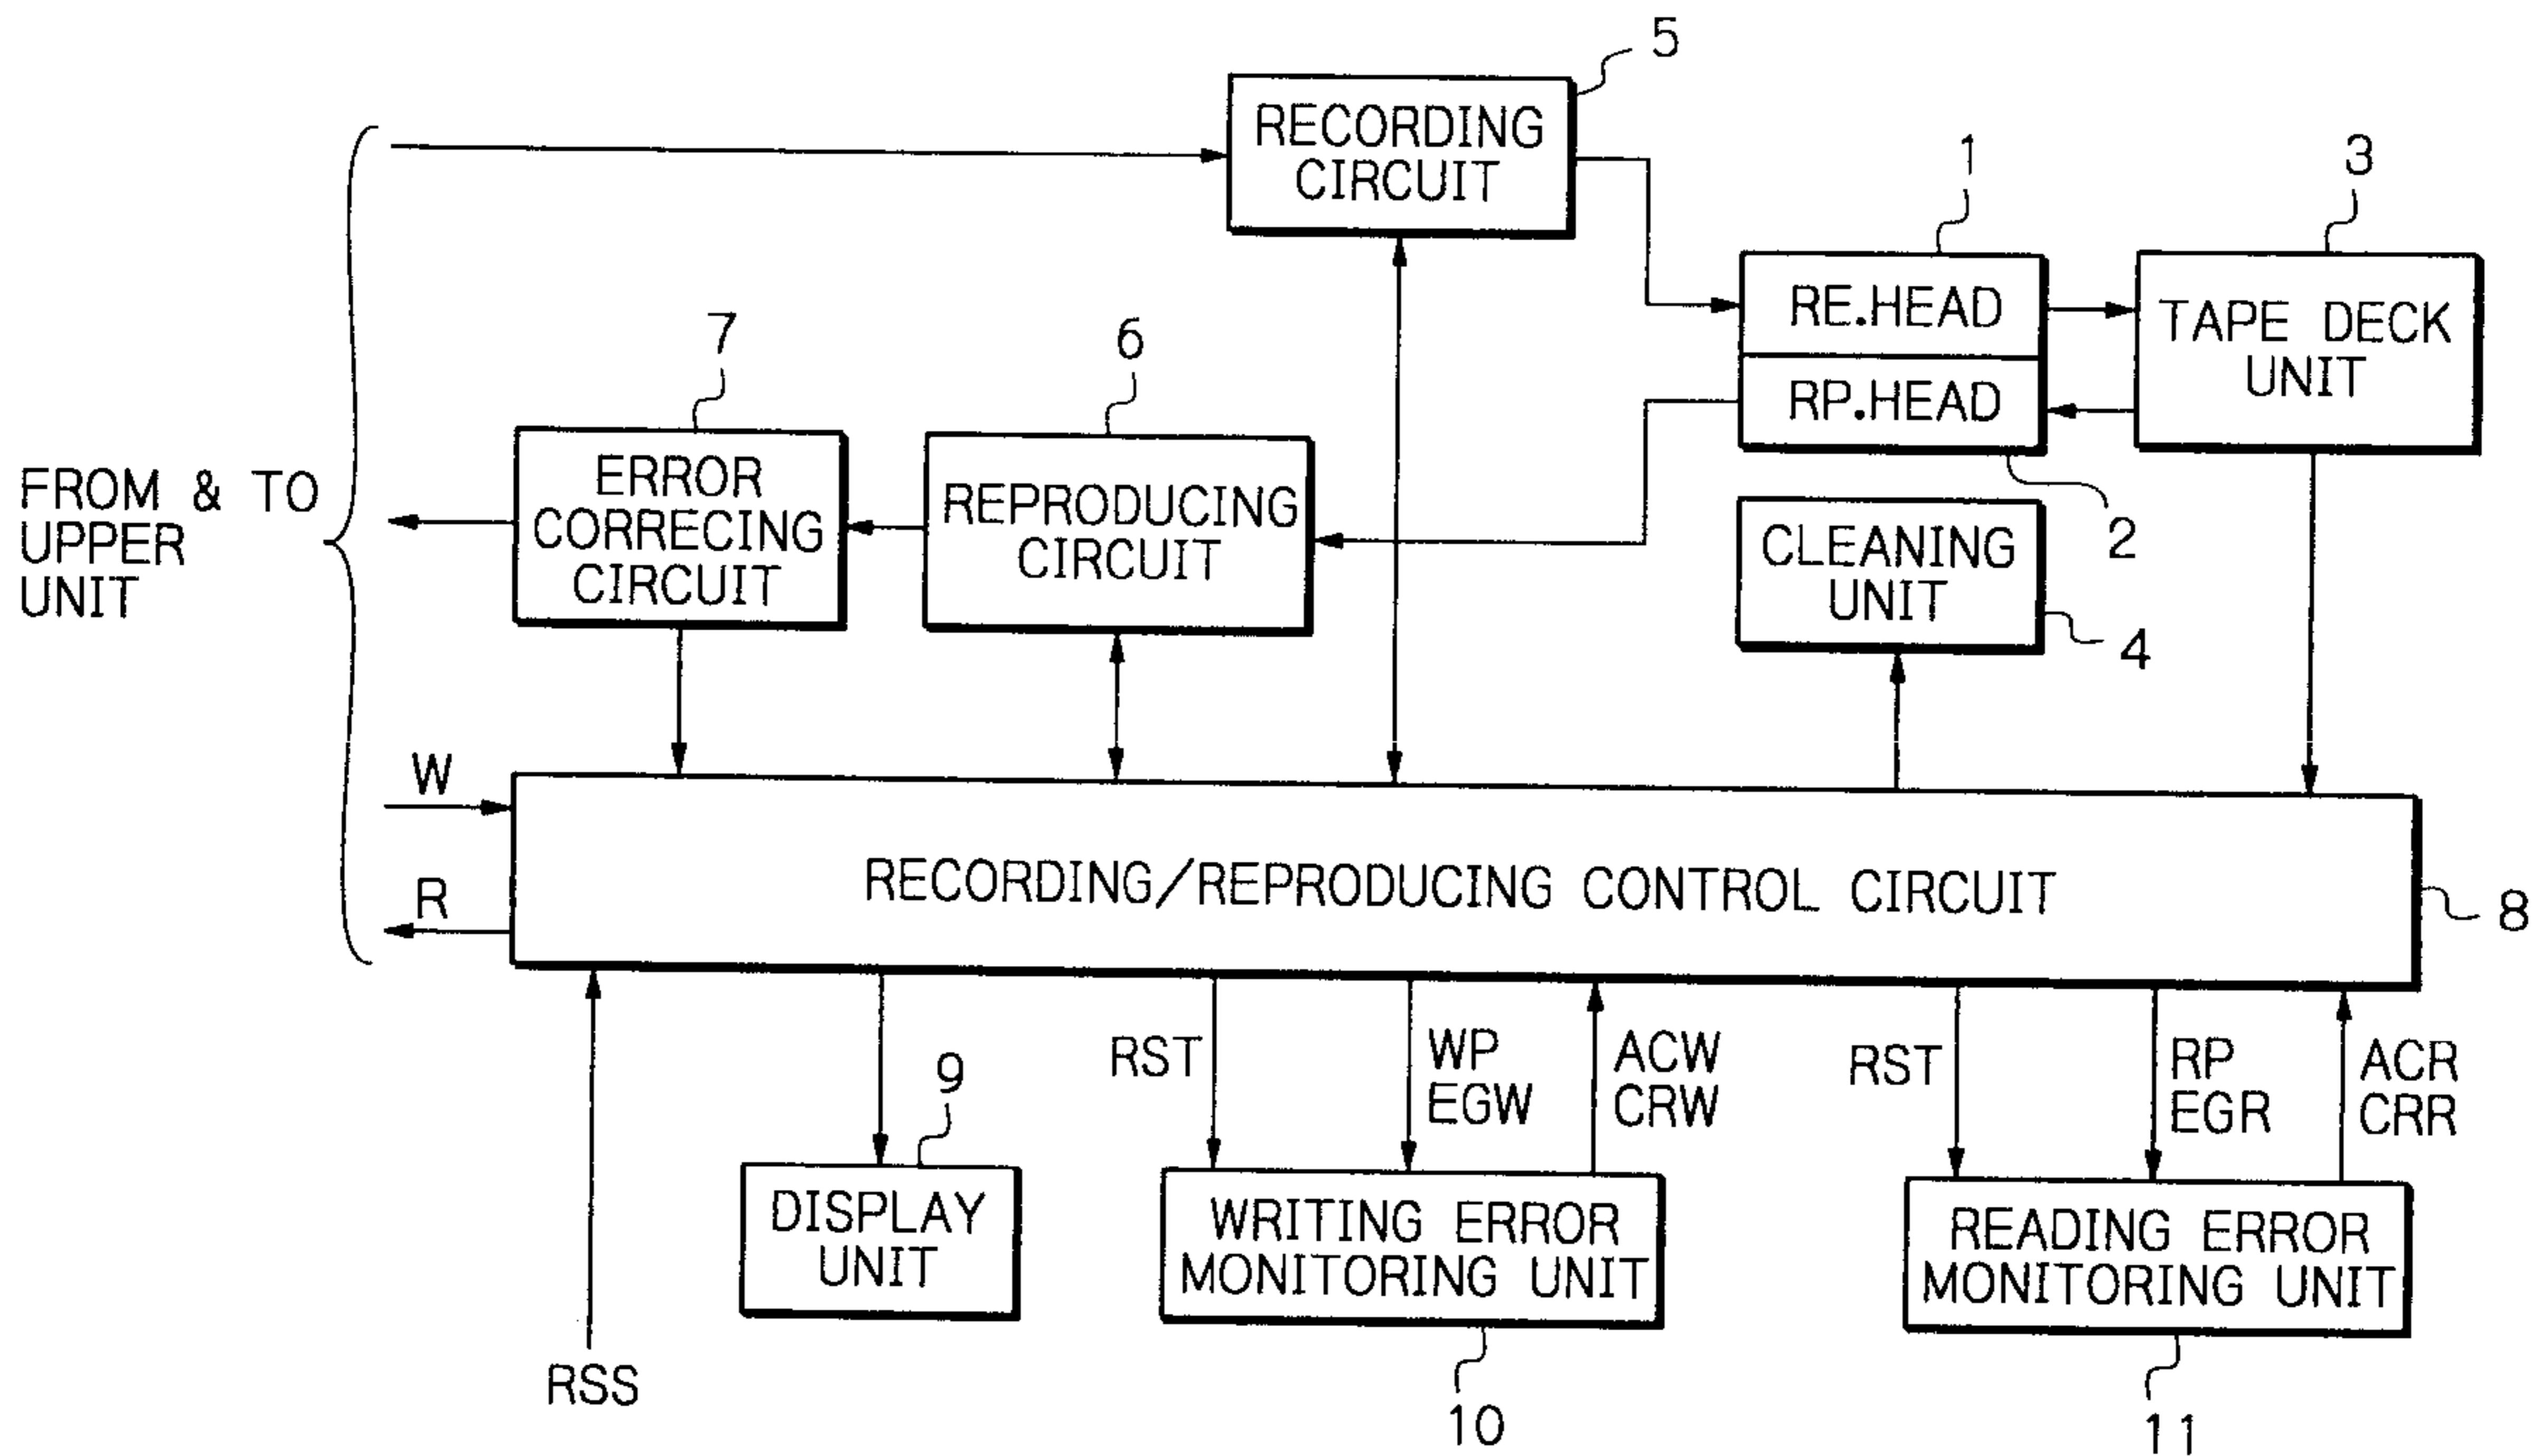 5
RECORDING
CIRCUIT
1
3
RE.HEAD
TAPE DECK
UNIT
7
6
RP.HEAD
FROM & TO
UPPER
UNIT
ERROR
CORRECING
CIRCUIT
REPRODUCING
CIRCUIT
2
CLEANING
UNIT
4
W
RECORDING/REPRODUCING CONTROL CIRCUIT
R
8
RST
WP
EGW
ACW
CRW
RST
RP
EGR
ACR
CRR
9
DISPLAY
UNIT
WRITING ERROR
MONITORING UNIT
READING ERROR
MONITORING UNIT
RSS
10
11